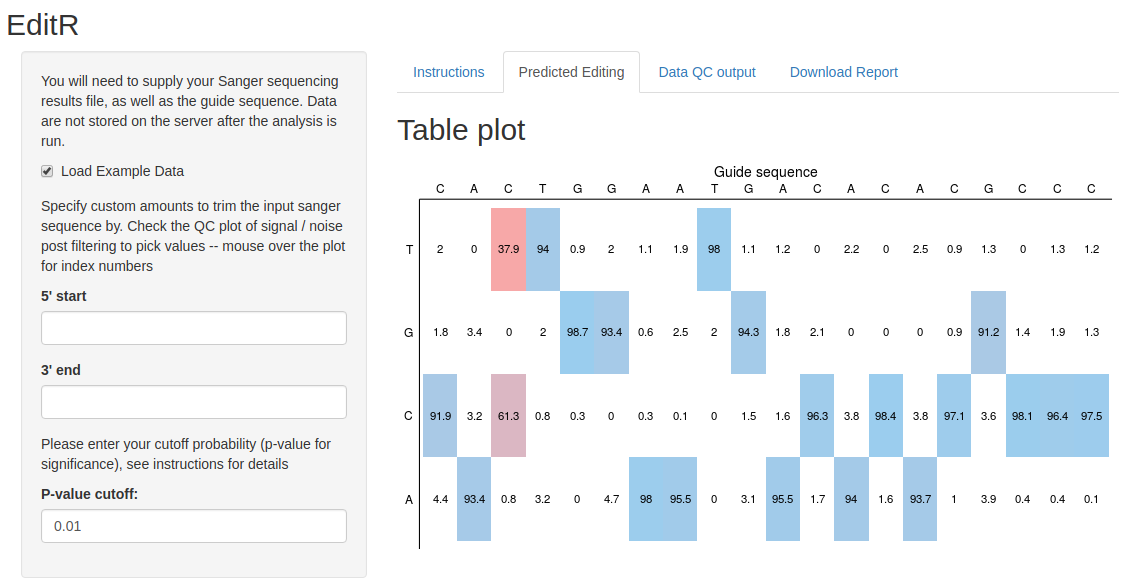 EditR
You will need to supply your Sanger sequencing
results file, as well as the guide sequence. Data
are not stored on the server after the analysis is
run.
Load Example Data
Specify custom amounts to trim the input sanger
sequence by. Check the QC plot of signal / noise
post filtering to pick values -- mouse over the plot
for index numbers
5' start
3' end
Please enter your cutoff probability (p-value for
significance), see instructions for details
P-value cutoff:
0.01
Instructions Predicted Editing Data QC output Download Report
Table plot
Guide sequence
C A C T G G A A T G A C A C A C G C C C
T 2 0 37.9 94 0.9 2 1.1 1.9 98 1.1 1.2 0 2.2 0 2.5 0.9 1.3 0 1.3 1.2
G 1.8 3.4 0 2 98.7 93.4 0.6 2.5 2 94.3 1.8 2.1 0 0 0 0.9 91.2 1.4 1.9 1.3
C 91.9 3.2 61.3 0.8 0.3 0 0.3 0.1 0 1.5 1.6 96.3 3.8 98.4 3.8 97.1 3.6 98.1 96.4 97.5
A 4.4 93.4 0.8 3.2 0 4.7 98 95.5 0 3.1 95.5 1.7 94 1.6 93.7 1 3.9 0.4 0.4 0.1